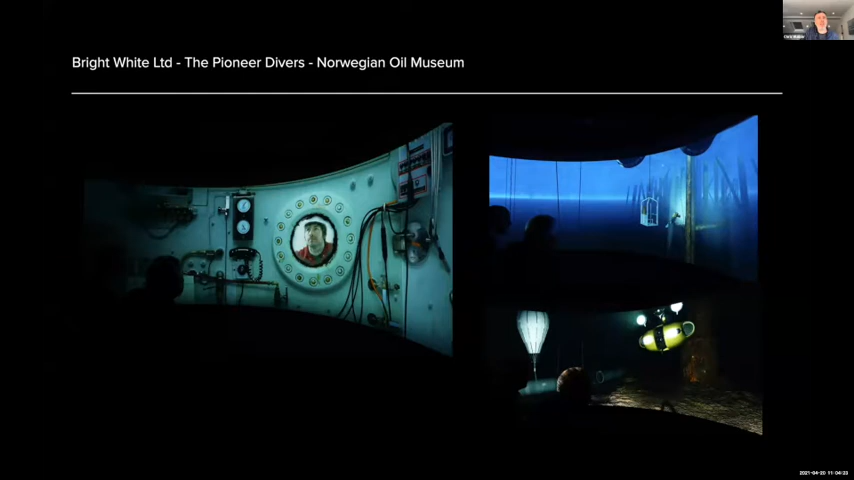 Bright White Ltd - The Pioneer Divers - Norwegian Oil Museum
2021-04-20 11:04:23